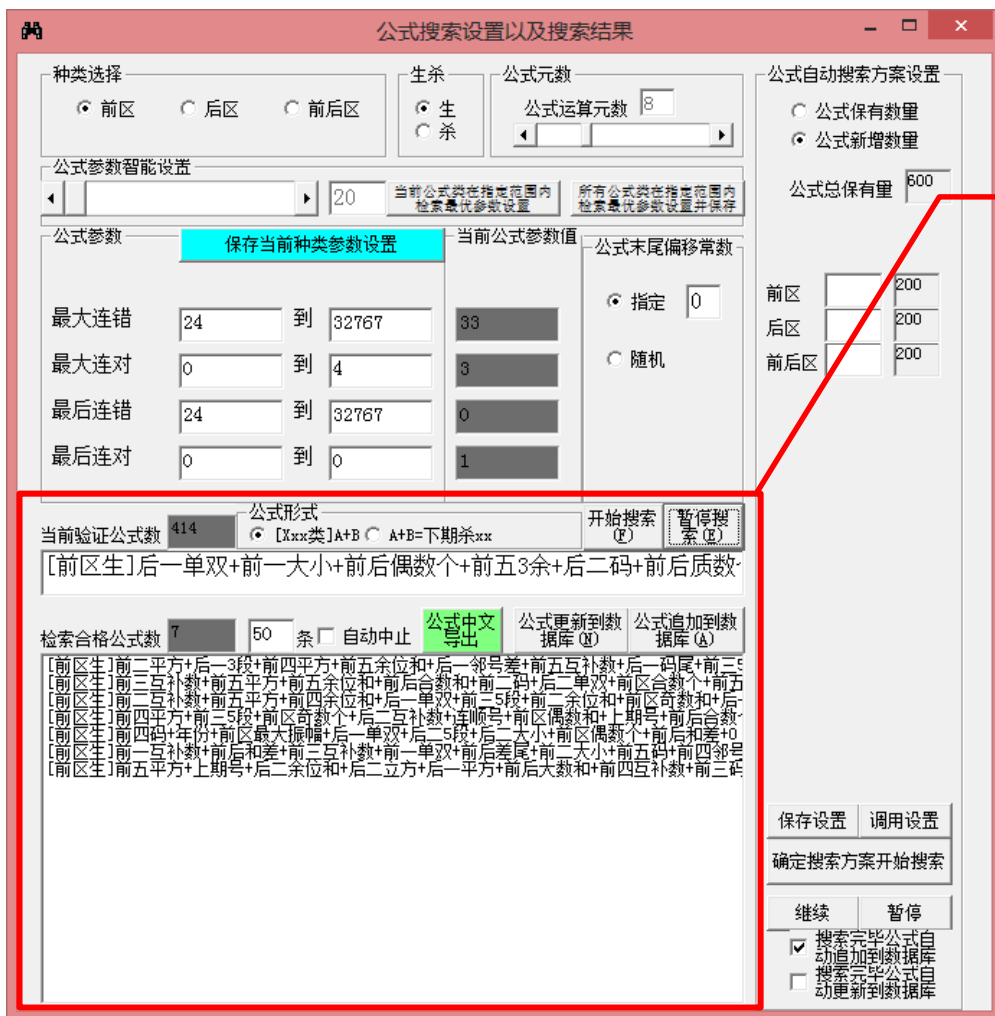 公式搜索设置以及搜索结果
种类选择
前区 后区 前后区
生杀
生
杀
公式元数
公式运算元数 8
公式自动搜索方案设置
公式保有数量
公式新增数量
公式总保有量 600
公式参数智能设置
20
当前公式类在指定范围内
检索最优参数设置
所有公式类在指定范围内
检索最优参数设置并保存
公式参数
保存当前种类参数设置
当前公式参数值
公式末尾偏移常数
指定 0
随机
最大连错 24 到 32767 33
最大连对 0 到 4 3
最后连错 24 到 32767 0
最后连对 0 到 0 1
前区 200
后区 200
前后区 200
当前验证公式数 414
公式形式
[Xxx类]A+B A+B=下期杀xx
开始搜索
(F)
暂停搜
索(E)
[前区生]后一单双+前一大小+前后偶数个+前五3余+后二码+前后质数
检索合格公式数 7
50 条 自动中止
公式中文
导出
公式更新到数
据库(N)
公式追加到数
据库(A)
[前区生]前二平方+后一3段+前四平方+前五余位和+后一邻号差+前五互补数+后一码尾+前三5
[前区生]前三互补数+前五平方+前五余位和+前后合数和+前二码+后二单双+前区合数个+前五
[前区生]前二互补数+前五平方+前四余位和+后一单双+前三5段+前二余位和+前区奇数和+后一
[前区生]前四平方+前三5段+前区奇数个+后二互补数+连顺号+前区偶数和+上期号+前后合数
[前区生]前四码+年份+前区最大振幅+后一单双+后二5段+后二大小+前区偶数个+前后和差+0
[前区生]前一互补数+前后和差+前三互补数+前一单双+前后差尾+前二大小+前五码+前四邻号
[前区生]前五平方+上期号+后二余位和+后二立方+后一平方+前后大数和+前四互补数+前三码
保存设置 调用设置
确定搜索方案开始搜索
继续 暂停
搜索完毕公式自
动追加到数据库
搜索完毕公式自
动更新到数据库